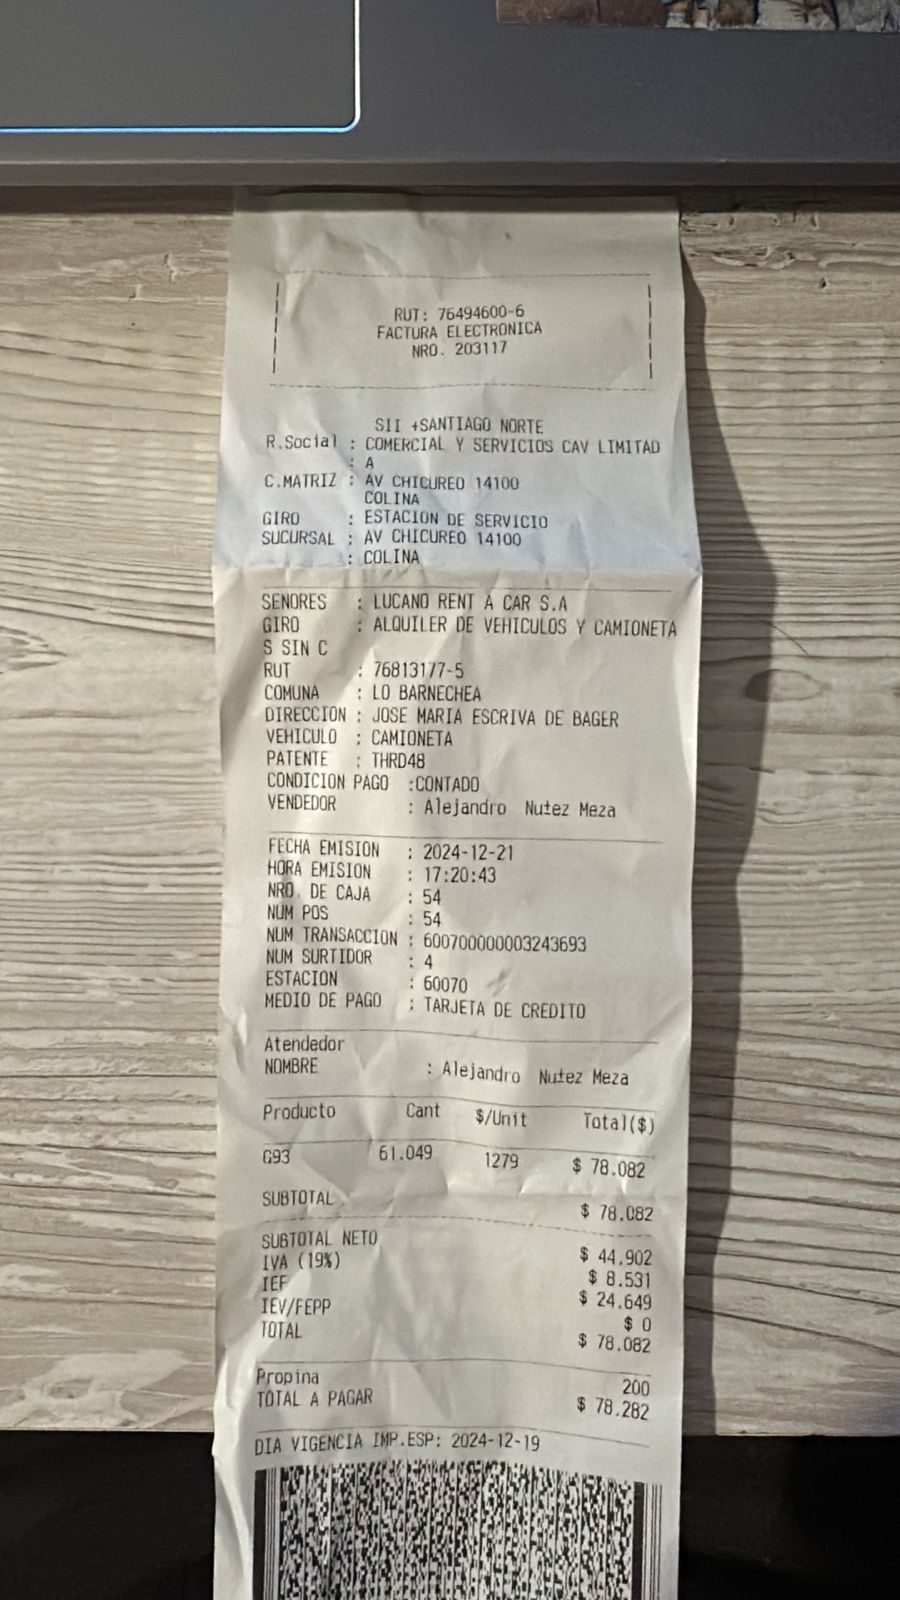 RUT: 76494600-6
FACTURA ELECTRONICA
NRO. 203117
SII +SANTIAGO NORTE
R.Social : COMERCIAL Y SERVICIOS CAV LIMITAD
: A
C.MATRIZ : AV CHICUREO 14100
COLINA
GIRO : ESTACION DE SERVICIO
SUCURSAL : AV CHICUREO 14100
: COLINA
SENORES : LUCANO RENT A CAR S.A
GIRO : ALQUILER DE VEHICULOS Y CAMIONETA
S SIN C
RUT : 76813177-5
COMUNA : LO BARNECHEA
DIRECCION : JOSE MARIA ESCRIVA DE BAGER
VEHICULO : CAMIONETA
PATENTE : THRD48
CONDICION PAGO :CONTADO
VENDEDOR : Alejandro Nu±ez Meza
FECHA EMISION : 2024-12-21
HORA EMISION : 17:20:43
NRO. DE CAJA : 54
NUM POS : 54
NUM TRANSACCION : 600700000003243693
NUM SURTIDOR : 4
ESTACION : 60070
MEDIO DE PAGO : TARJETA DE CREDITO
Atendedor
NOMBRE : Alejandro Nu±ez Meza
Producto Cant $/Unit Total($)
G93 61.049 1279 $ 78.082
SUBTOTAL $ 78.082
SUBTOTAL NETO $ 44.902
IVA (19%) $ 8.531
IEF $ 24.649
IEV/FEPP $ 0
TOTAL $ 78.082
Propina 200
TOTAL A PAGAR $ 78.282
DIA VIGENCIA IMP.ESP: 2024-12-19